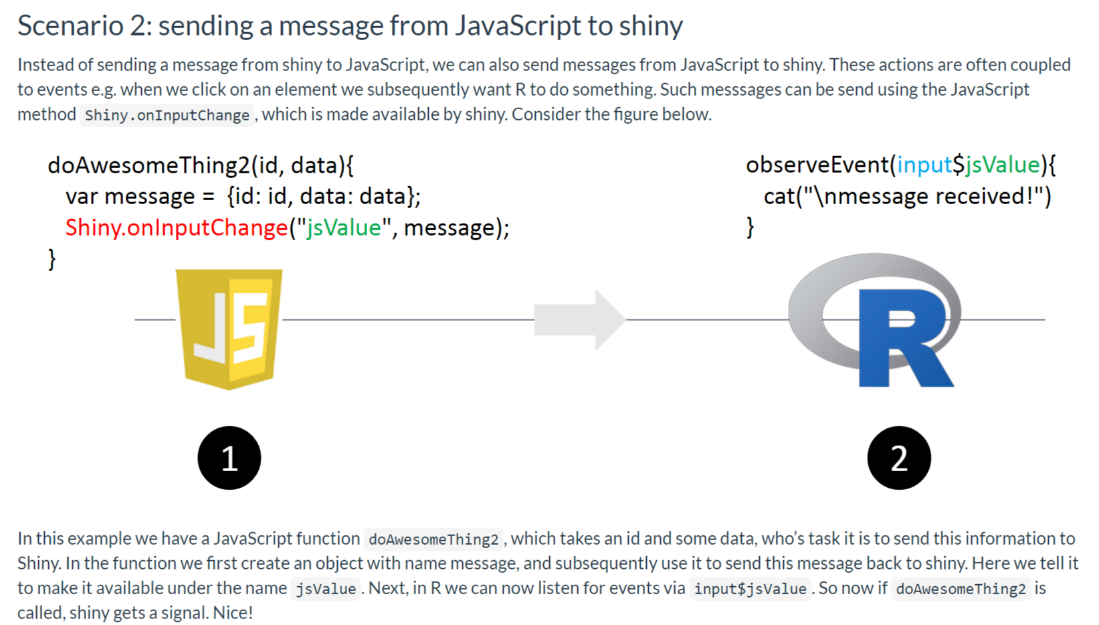 Scenario 2: sending a message from JavaScript to shiny
Instead of sending a message from shiny to JavaScript, we can also send messages from JavaScript to shiny. These actions are often coupled
to events e.g. when we click on an element we subsequently want R to do something. Such messsages can be send using the JavaScript
method Shiny.onInputChange , which is made available by shiny. Consider the figure below.
doAwesomeThing2(id, data){
var message = {id: id, data: data};
Shiny.onInputChange("jsValue", message);
}
observeEvent(input$jsValue){
cat("\nmessage received!")
}
JS
R
1
2
In this example we have a JavaScript function doAwesomeThing2 , which takes an id and some data, who's task it is to send this information to
Shiny. In the function we first create an object with name message, and subsequently use it to send this message back to shiny. Here we tell it
to make it available under the name jsValue . Next, in R we can now listen for events via input$jsValue . So now if doAwesomeThing2 is
called, shiny gets a signal. Nice!